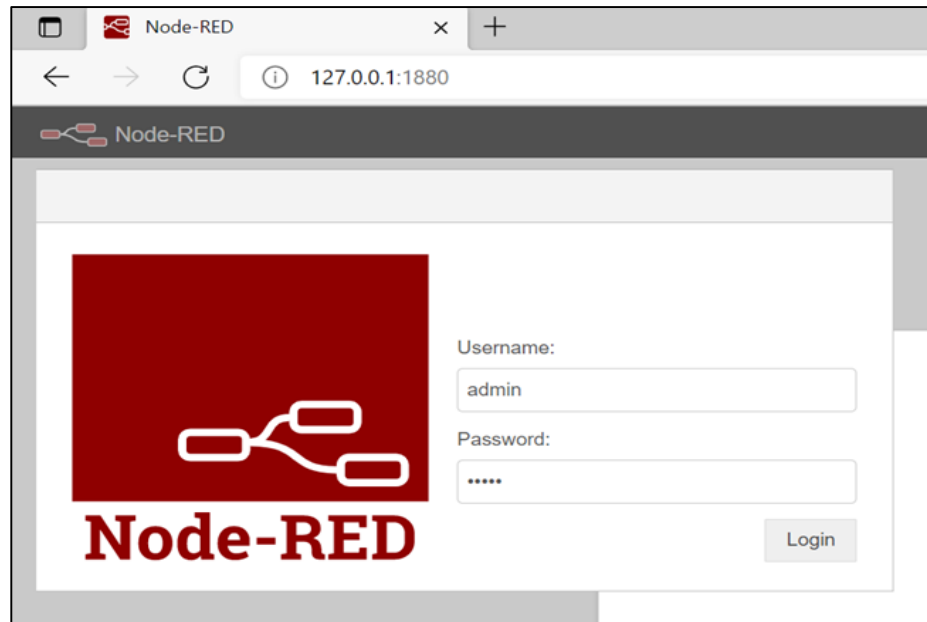 Node-RED
127.0.0.1:1880
Node-RED
Username:
admin
Password:
•••••
Node-RED
Login